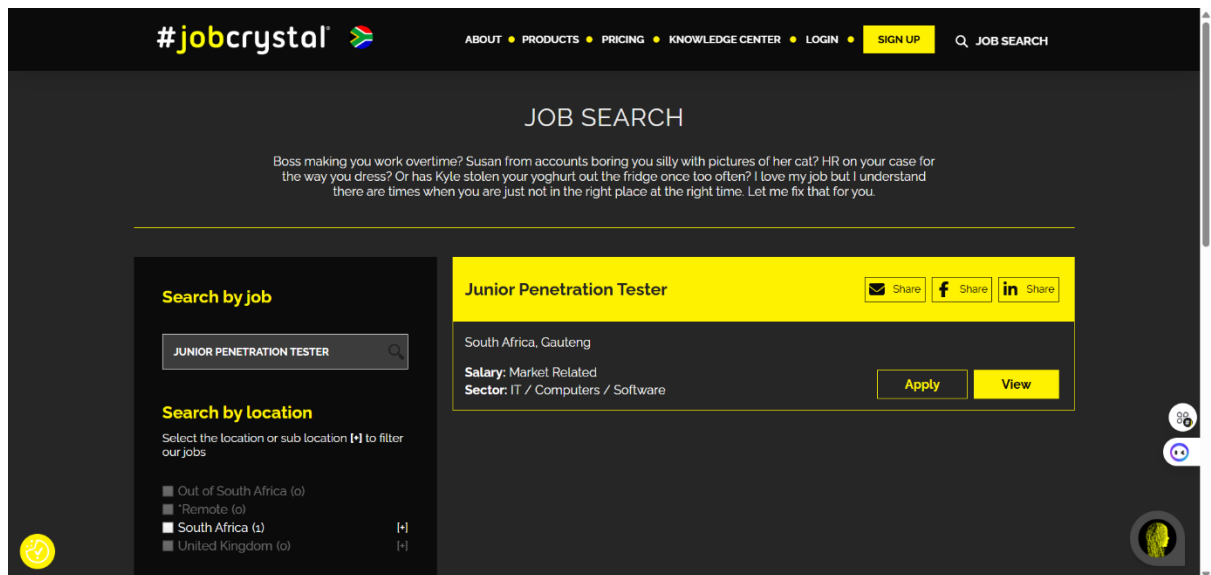 #jobcrystal
ABOUT ● PRODUCTS ● PRICING ● KNOWLEDGE CENTER ● LOGIN ● SIGN UP JOB SEARCH
JOB SEARCH
Boss making you work overtime? Susan from accounts boring you silly with pictures of her cat? HR on your case for
the way you dress? Or has Kyle stolen your yoghurt out the fridge once too often? I love my job but I understand
there are times when you are just not in the right place at the right time. Let me fix that for you.
Search by job
JUNIOR PENETRATION TESTER
Search by location
Select the location or sub location [+] to filter
our jobs
Out of South Africa (0)
*Remote (0)
South Africa (1) [+]
United Kingdom (0) [+]
Junior Penetration Tester
Share Share Share
South Africa, Gauteng
Salary: Market Related
Sector: IT / Computers / Software
Apply View